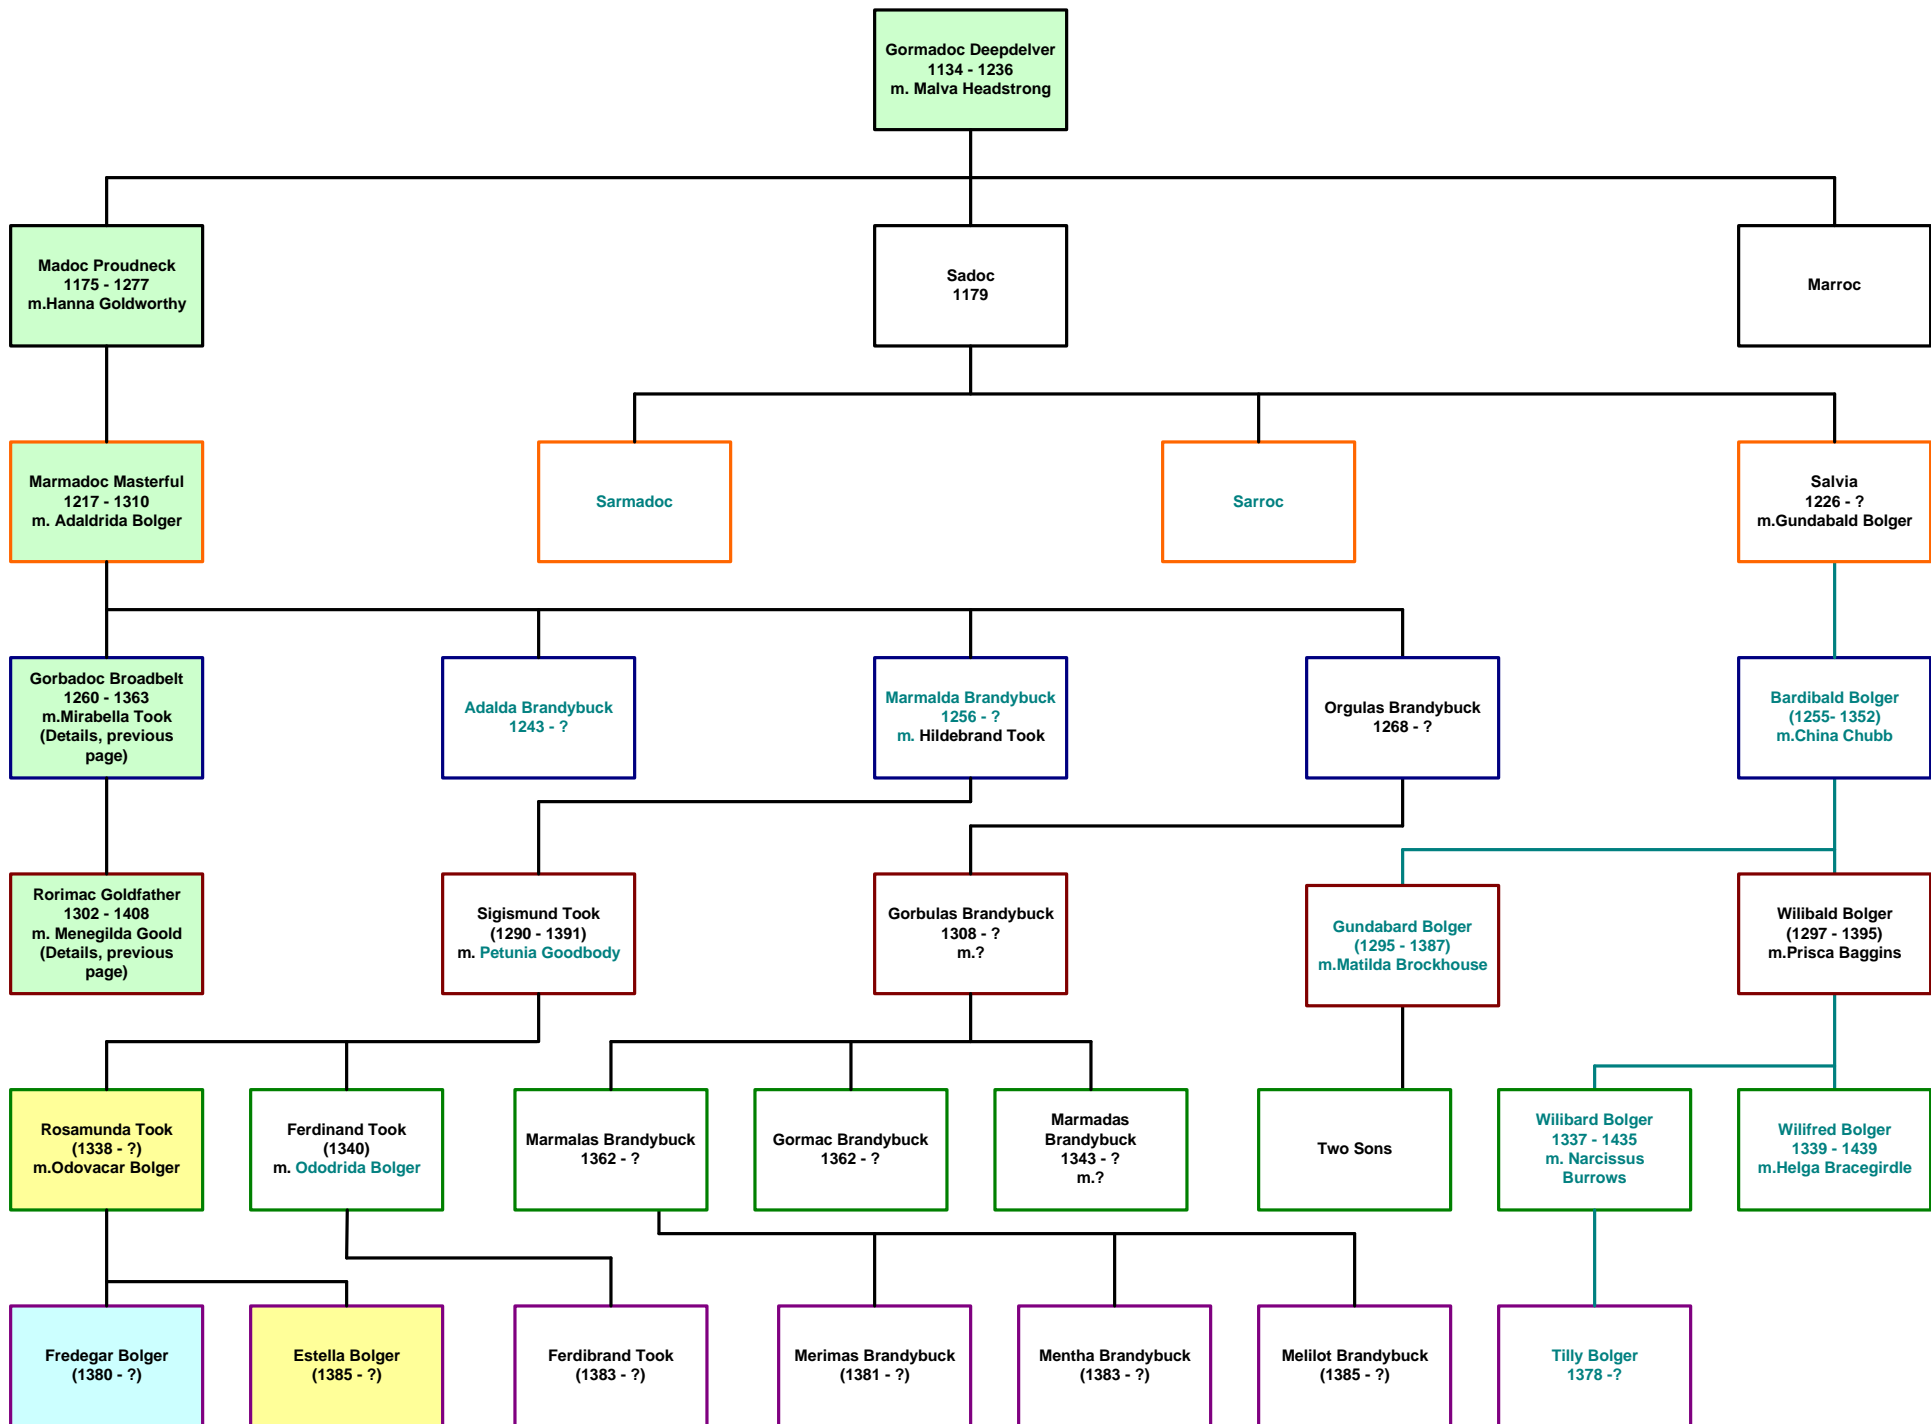 Gormadoc Deepdelver
1134 - 1236
m. Malva Headstrong
Madoc Proudneck
1175 - 1277
m.Hanna Goldworthy
Sadoc
1179
Marroc
Marmadoc Masterful
1217 - 1310
m. Adaldrida Bolger
Sarmadoc
Sarroc
Salvia
1226 - ?
m.Gundabald Bolger
Gorbadoc Broadbelt
1260 - 1363
m.Mirabella Took
(Details, previous
page)
Adalda Brandybuck
1243 - ?
Marmalda Brandybuck
1256 - ?
m. Hildebrand Took
Orgulas Brandybuck
1268 - ?
Bardibald Bolger
(1255- 1352)
m.China Chubb
Rorimac Goldfather
1302 - 1408
m. Menegilda Goold
(Details, previous
page)
Sigismund Took
(1290 - 1391)
m. Petunia Goodbody
Gorbulas Brandybuck
1308 - ?
m.?
Gundabard Bolger
(1295 - 1387)
m.Matilda Brockhouse
Wilibald Bolger
(1297 - 1395)
m.Prisca Baggins
Rosamunda Took
(1338 - ?)
m.Odovacar Bolger
Ferdinand Took
(1340)
m. Ododrida Bolger
Marmalas Brandybuck
1362 - ?
Gormac Brandybuck
1362 - ?
Marmadas
Brandybuck
1343 - ?
m.?
Two Sons
Wilibard Bolger
1337 - 1435
m. Narcissus
Burrows
Wilifred Bolger
1339 - 1439
m.Helga Bracegirdle
Fredegar Bolger
(1380 - ?)
Estella Bolger
(1385 - ?)
Ferdibrand Took
(1383 - ?)
Merimas Brandybuck
(1381 - ?)
Mentha Brandybuck
(1383 - ?)
Melilot Brandybuck
(1385 - ?)
Tilly Bolger
1378 -?